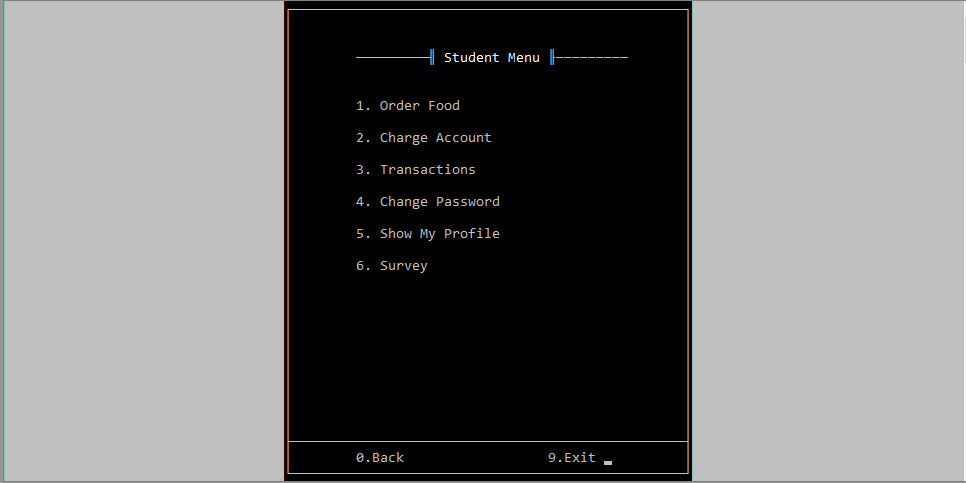 Student Menu
1. Order Food
2. Charge Account
3. Transactions
4. Change Password
5. Show My Profile
6. Survey
0.Back 9.Exit